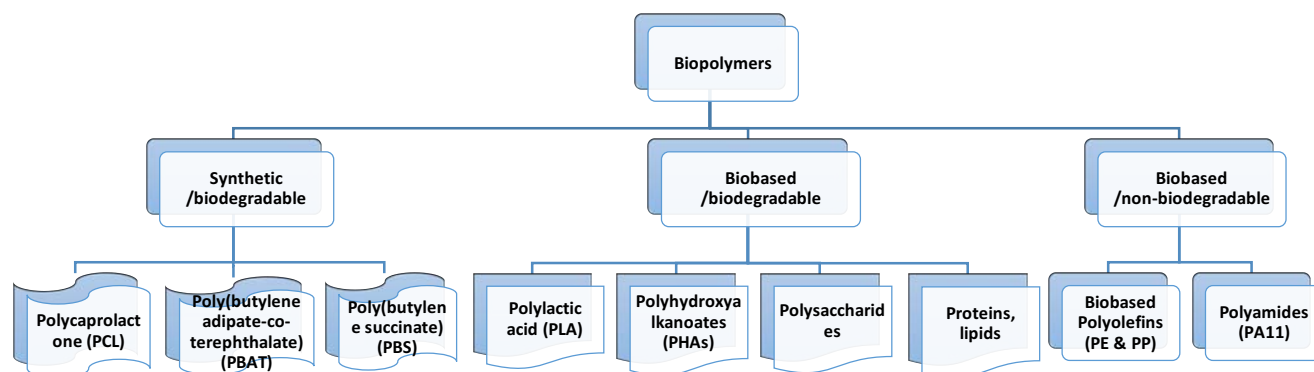 Biopolymers
Synthetic
/biodegradable
Biobased
/biodegradable
Biobased
/non-biodegradable
Polycaprolact
one (PCL)
Poly(butylene
adipate-co-
terephthalate)
(PBAT)
Poly(butylen
e succinate)
(PBS)
Polylactic
acid (PLA)
Polyhydroxya
lkanoates
(PHAs)
Polysaccharid
es
Proteins,
lipids
Biobased
Polyolefins
(PE & PP)
Polyamides
(PA11)